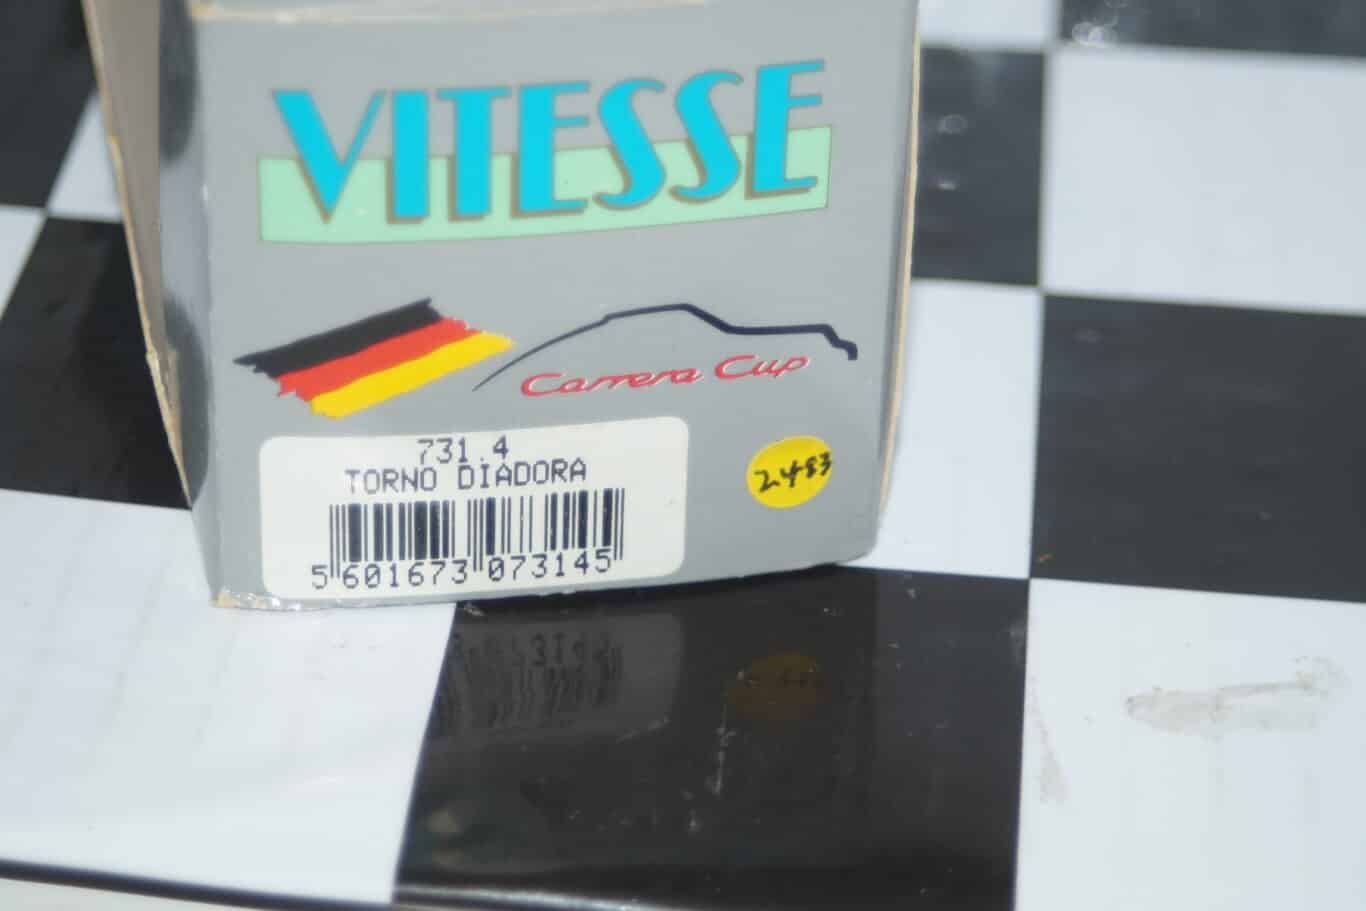 VITESSE
Carrera Cup
731.4
TORNO DIADORA
2483
5 601673 073145